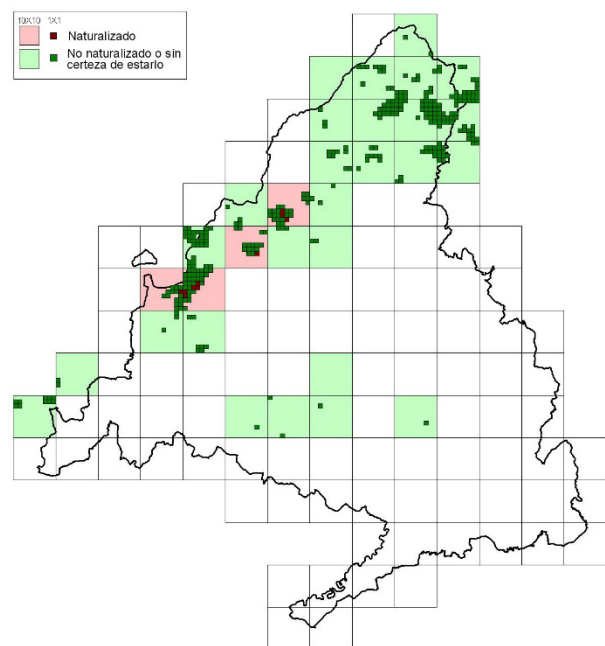 10X10 1X1
Naturalizado
No naturalizado o sin
certeza de estarlo